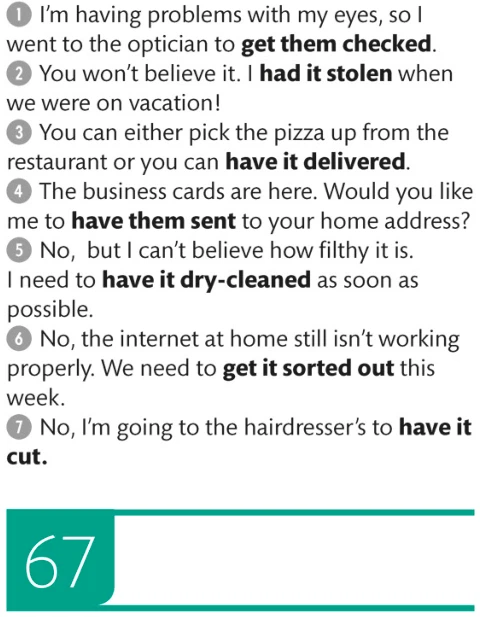 1 I'm having problems with my eyes, so I
went to the optician to get them checked.
2 You won't believe it. I had it stolen when
we were on vacation!
3 You can either pick the pizza up from the
restaurant or you can have it delivered.
4 The business cards are here. Would you like
me to have them sent to your home address?
5 No,  but I can't believe how filthy it is.
I need to have it dry-cleaned as soon as
possible.
6 No, the internet at home still isn't working
properly. We need to get it sorted out this
week.
7 No, I'm going to the hairdresser's to have it
cut.
67